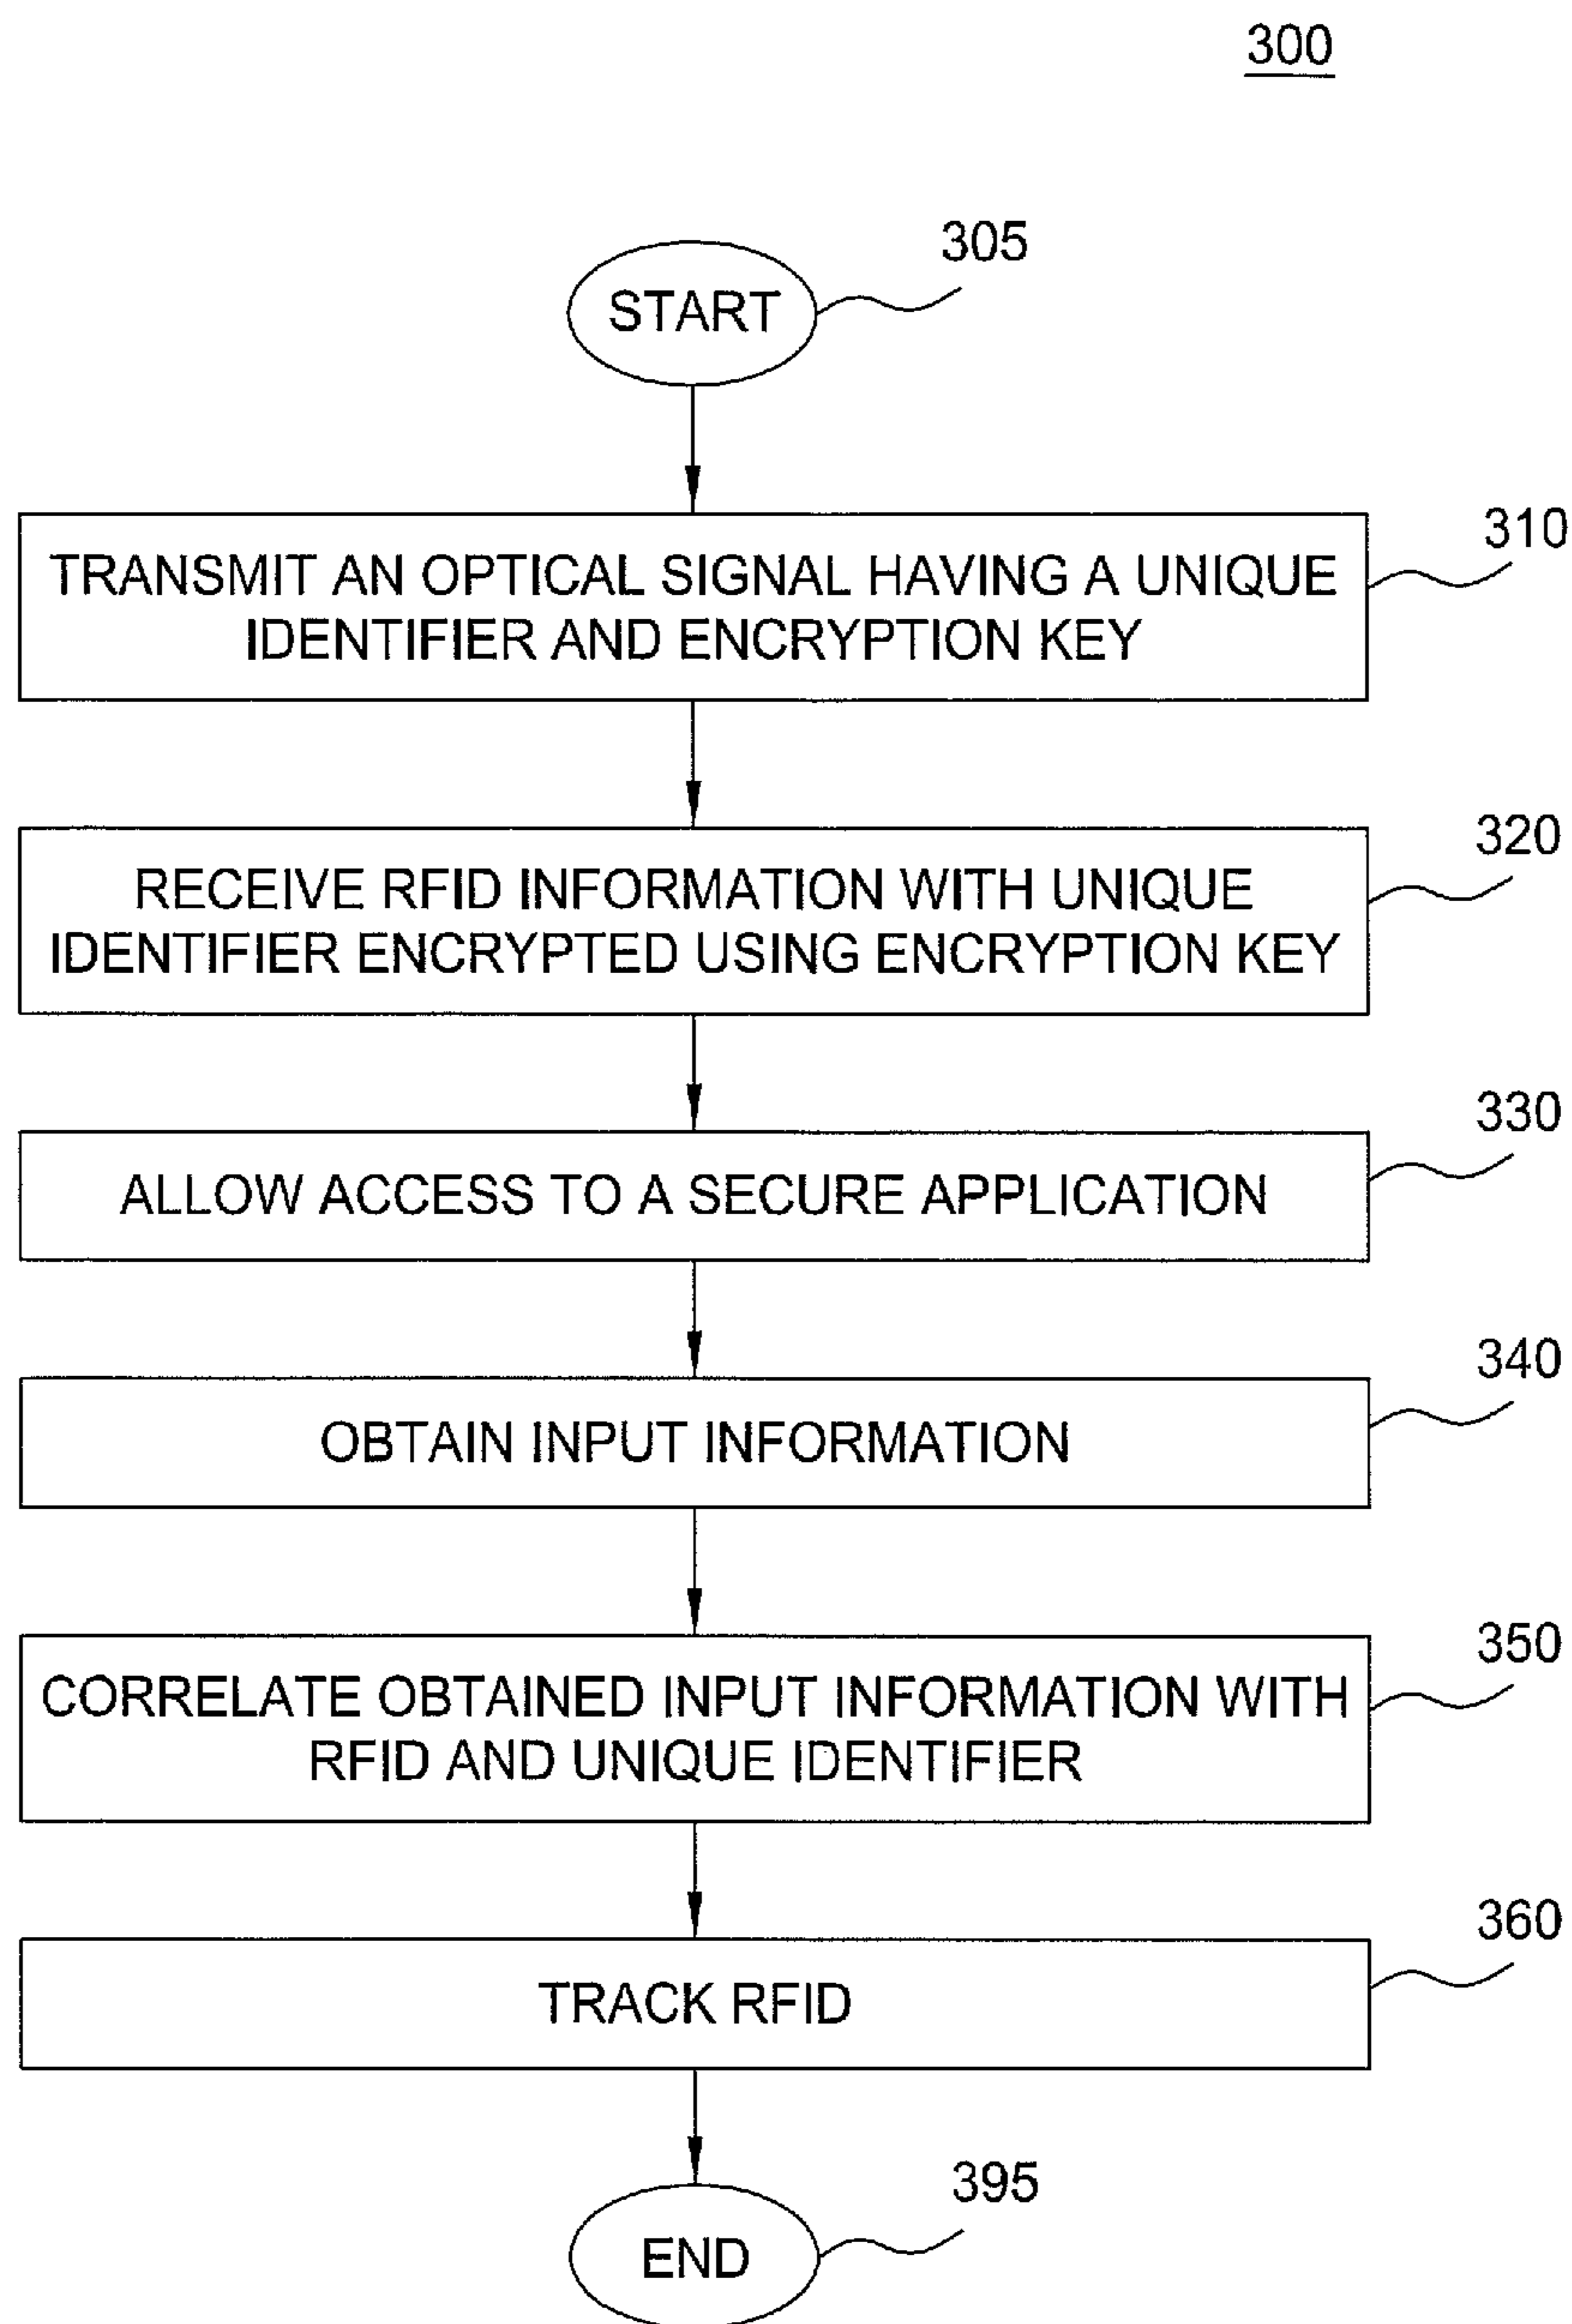 300
305
START
310
TRANSMIT AN OPTICAL SIGNAL HAVING A UNIQUE
IDENTIFIER AND ENCRYPTION KEY
320
RECEIVE RFID INFORMATION WITH UNIQUE
IDENTIFIER ENCRYPTED USING ENCRYPTION KEY
330
ALLOW ACCESS TO A SECURE APPLICATION
340
OBTAIN INPUT INFORMATION
350
CORRELATE OBTAINED INPUT INFORMATION WITH
RFID AND UNIQUE IDENTIFIER
360
TRACK RFID
395
END